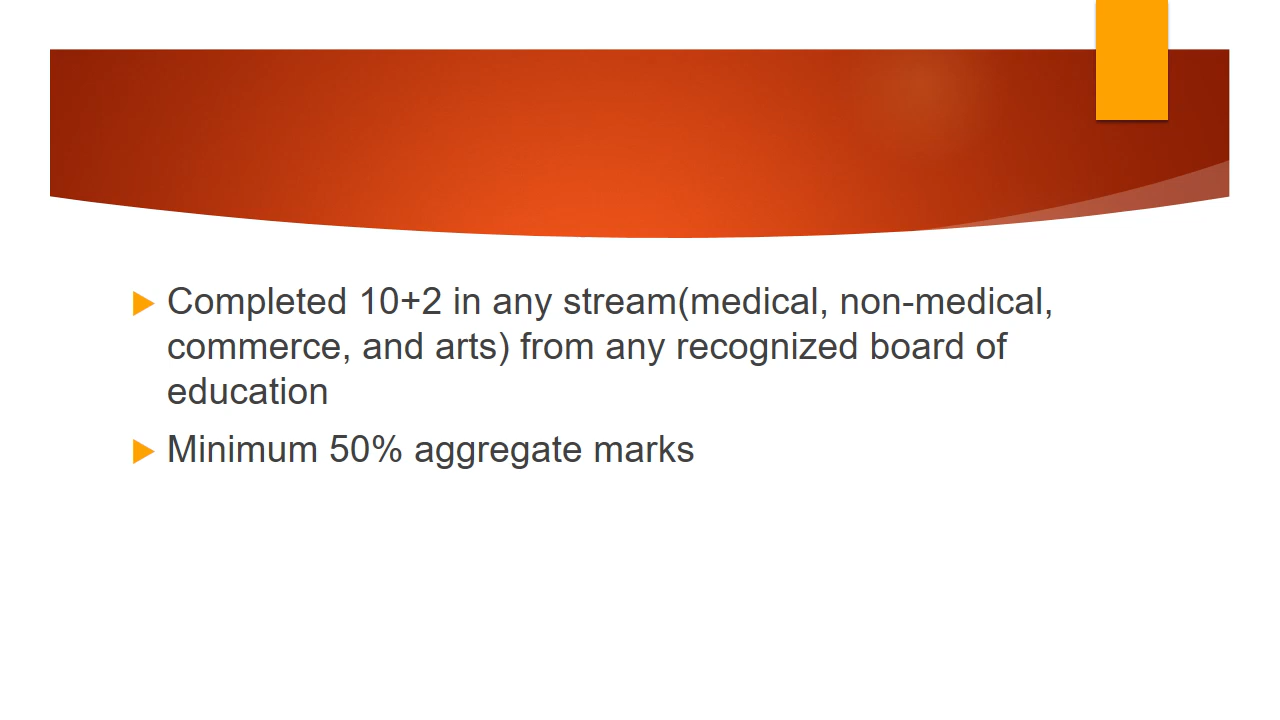 Completed 10+2 in any stream(medical, non-medical,
commerce, and arts) from any recognized board of
education
Minimum 50% aggregate marks